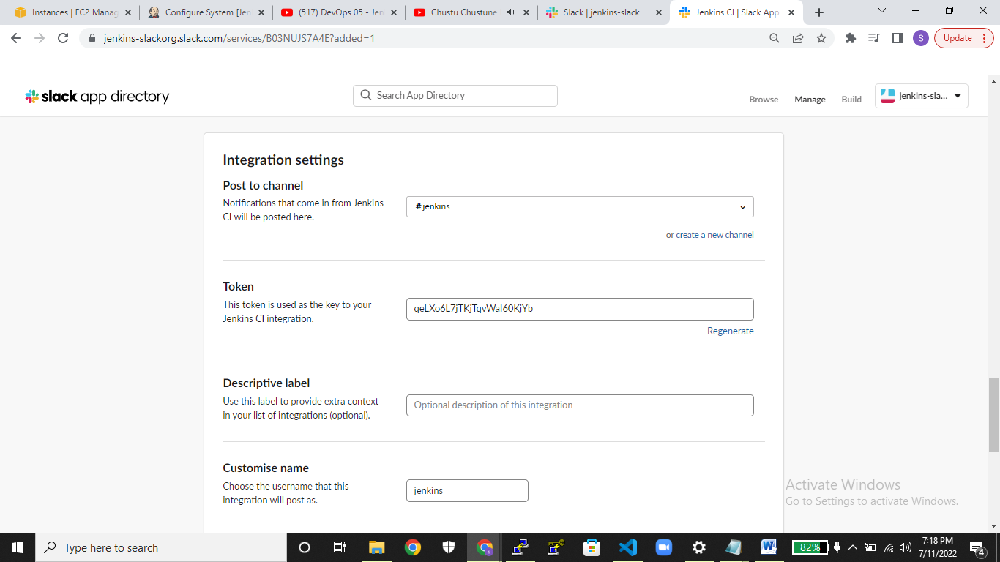 Instances | EC2 Manag
Configure System [Jen
(517) DevOps 05 - Jen
Chustu Chustune
Slack | jenkins-slack
Jenkins CI | Slack App
jenkins-slackorg.slack.com/services/B03NUJS7A4E?added=1
S
Update
slack app directory
Search App Directory
Browse
Manage
Build
jenkins-sla...
Integration settings
Post to channel
Notifications that come in from Jenkins
CI will be posted here.
#jenkins
or create a new channel
Token
This token is used as the key to your
Jenkins CI integration.
qeLXo6L7jTKjTqvWaI60KjYb
Regenerate
Descriptive label
Use this label to provide extra context
in your list of integrations (optional).
Optional description of this integration
Customise name
Choose the username that this
integration will post as.
jenkins
Activate Windows
Go to Settings to activate Windows.
Type here to search
82%
7:18 PM
7/11/2022
4